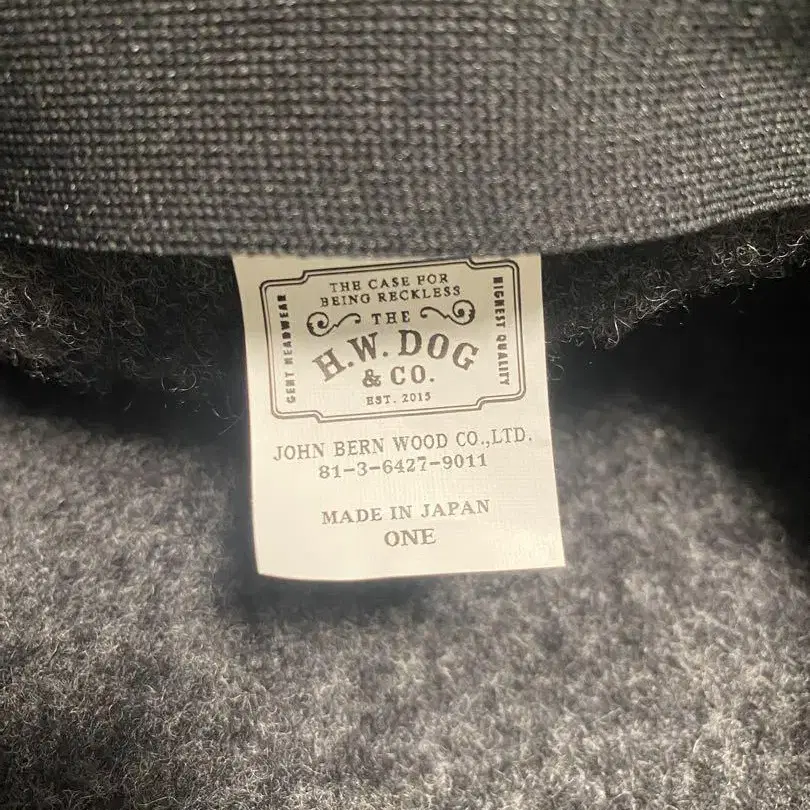 THE CASE FOR
BEING RECKLESS
GENT HEADWEAR
THE
H.W. DOG
& CO.
EST. 2015
HIGHEST QUALITY
JOHN BERN WOOD CO.,LTD.
81-3-6427-9011
MADE IN JAPAN
ONE